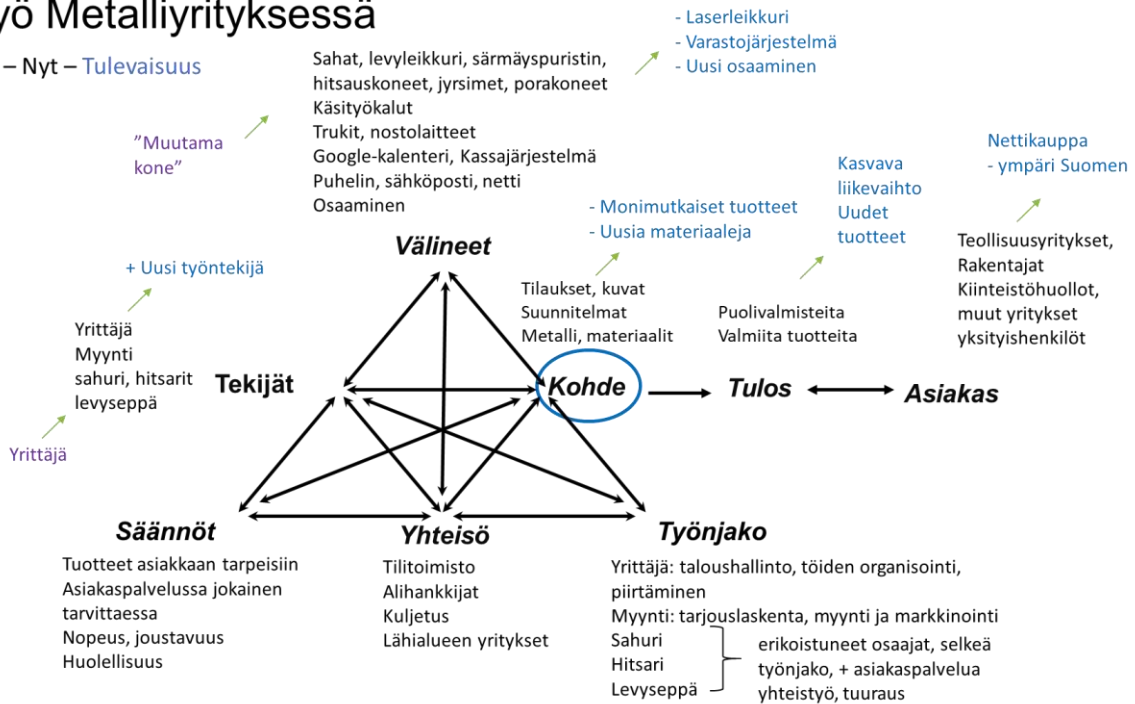 yö Metalliyrityksessä
– Nyt – Tulevaisuus
- Laserleikkuri
- Varastojärjestelmä
- Uusi osaaminen
Sahat, levyleikkuri, särmäyspuristin,
hitsauskoneet, jyrsimet, porakoneet
Käsityökalut
Trukit, nostolaitteet
Google-kalenteri, Kassajärjestelmä
Puhelin, sähköposti, netti
Osaaminen
”Muutama
kone”
Välineet
- Monimutkaiset tuotteet
- Uusia materiaaleja
Kasvava
liikevaihto
Uudet
tuotteet
Nettikauppa
- ympäri Suomen
+ Uusi työntekijä
Yrittäjä
Myynti
sahuri, hitsarit
levyseppä
Yrittäjä
Tekijät
Tilaukset, kuvat
Suunnitelmat
Metalli, materiaalit
Kohde
Puolivalmisteita
Valmiita tuotteita
Tulos
Teollisuusyritykset,
Rakentajat
Kiinteistöhuollot,
muut yritykset
yksityishenkilöt
Asiakas
Säännöt
Tuotteet asiakkaan tarpeisiin
Asiakaspalvelussa jokainen
tarvittaessa
Nopeus, joustavuus
Huolellisuus
Yhteisö
Tilitoimisto
Alihankkijat
Kuljetus
Lähialueen yritykset
Työnjako
Yrittäjä: taloushallinto, töiden organisointi,
piirtäminen
Myynti: tarjouslaskenta, myynti ja markkinointi
Sahuri
Hitsari
Levyseppä
erikoistuneet osaajat, selkeä
työnjako, + asiakaspalvelua
yhteistyö, tuuraus